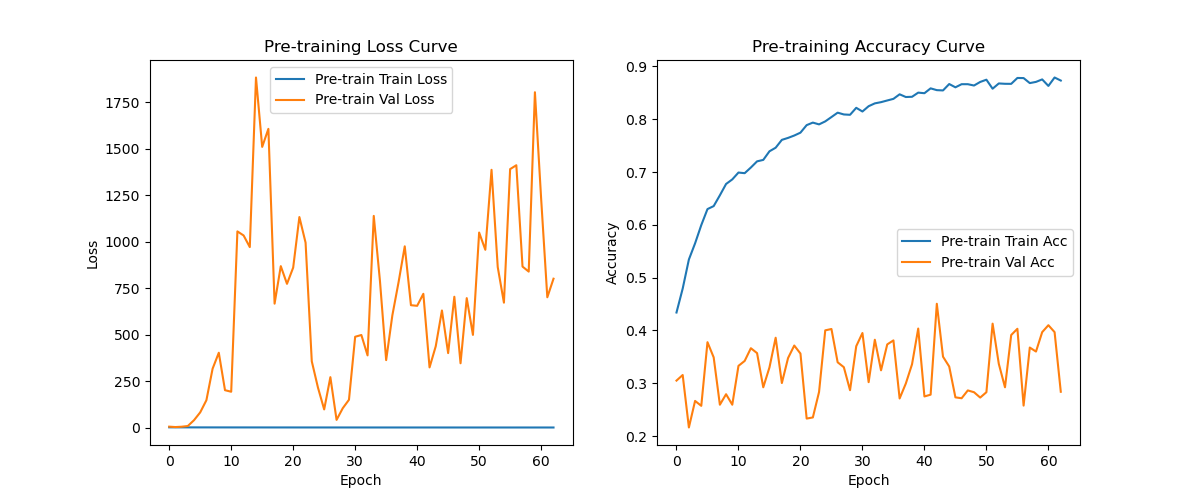 Pre-training Loss Curve
Pre-train Train Loss
Pre-train Val Loss
1750
1500
1250
1000
750
500
250
0
Loss
0 10 20 30 40 50 60
Epoch
Pre-training Accuracy Curve
0.9
0.8
0.7
0.6
0.5
0.4
0.3
0.2
Accuracy
Pre-train Train Acc
Pre-train Val Acc
0 10 20 30 40 50 60
Epoch